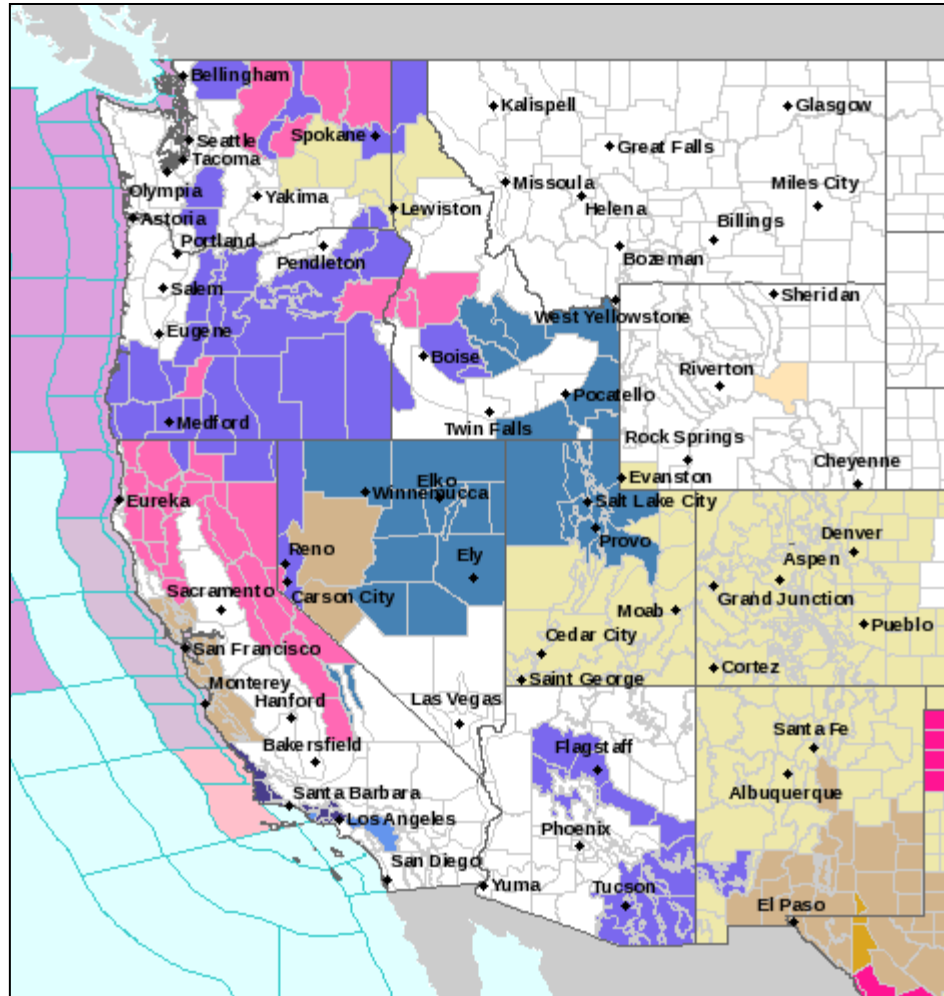 Bellingham
Kalispell
Glasgow
Spokane
Seattle
Great Falls
Tacoma
Olympia
Yakima
Missoula
Miles City
Lewiston
Helena
Astoria
Billings
Portland
Bozeman
Pendleton
Salem
Sheridan
West Yellowstone
Eugene
Boise
Riverton
Pocatello
Medford
Twin Falls
Rock Springs
Cheyenne
Elko
Evanston
Winnemucca
Eureka
Salt Lake City
Denver
Provo
Reno
Ely
Aspen
Sacramento
Carson City
Grand Junction
Moab
Pueblo
Cedar City
San Francisco
Cortez
Saint George
Monterey
Hanford
Las Vegas
Santa Fe
Bakersfield
Flagstaff
Albuquerque
Santa Barbara
Los Angeles
Phoenix
San Diego
Yuma
Tucson
El Paso